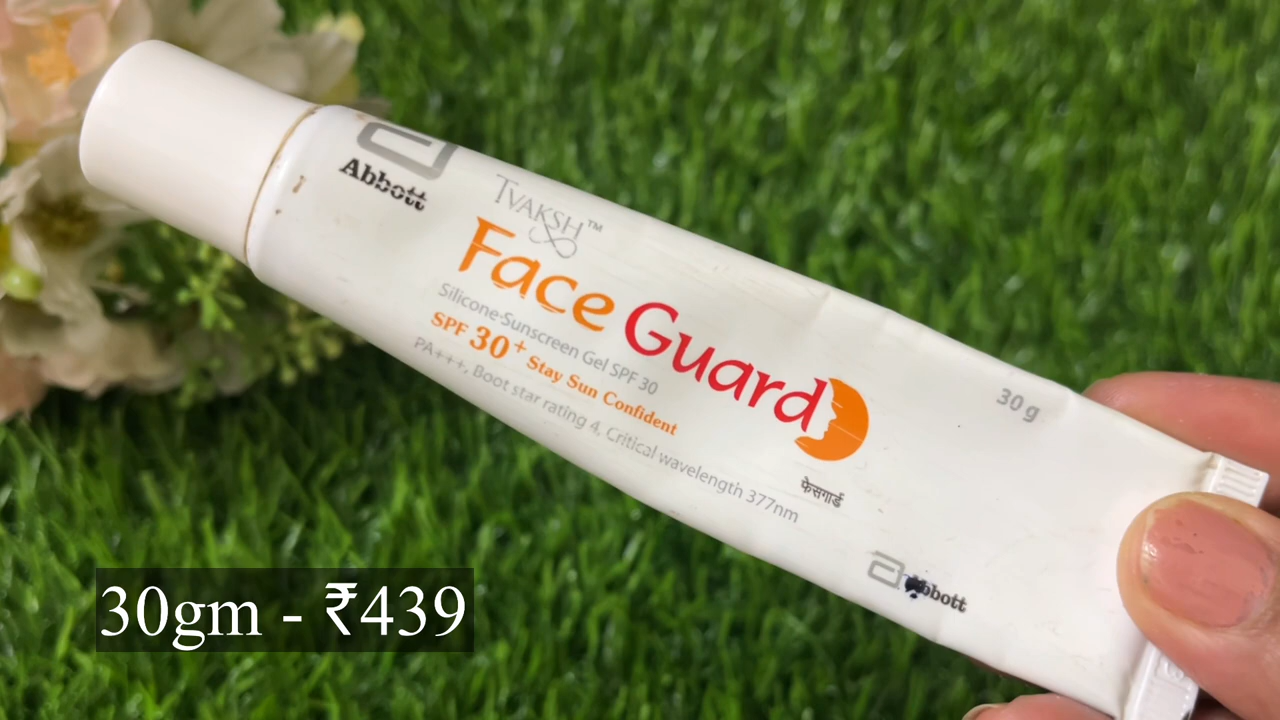 Abbott
TVAKSH™
Face Guard
Silicone Sunscreen Gel SPF 30
SPF 30+ Stay Sun Confident
PA+++, Boot star rating 4, Critical wavelength 377nm
30 g
फेसगार्ड
Abbott
30gm - ₹439